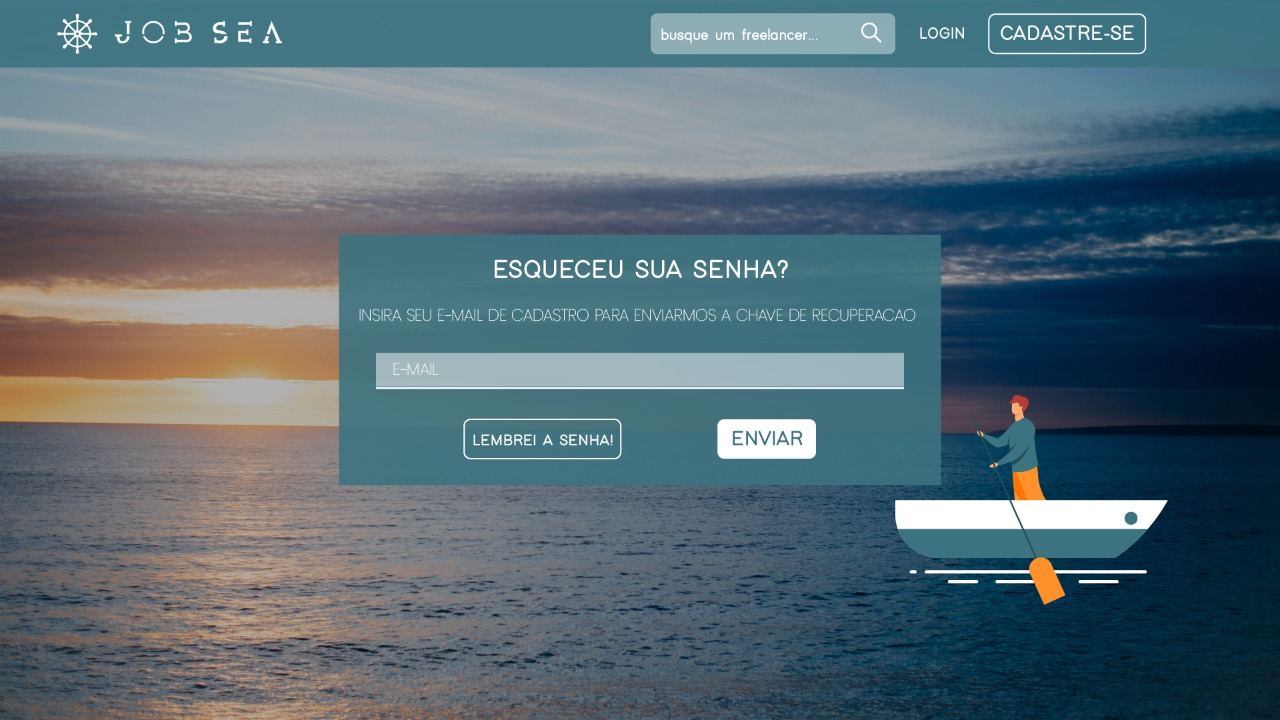 JOB SEA
busque um freelancer...
LOGIN
CADASTRE-SE
ESQUECEU SUA SENHA?
INSIRA SEU E-MAIL DE CADASTRO PARA ENVIARMOS A CHAVE DE RECUPERACAO
E-MAIL
LEMBREI A SENHA!
ENVIAR